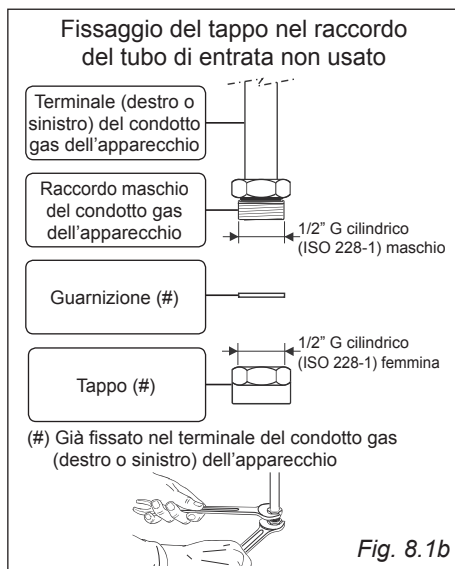 Fissaggio del tappo nel raccordo
del tubo di entrata non usato
Terminale (destro o
sinistro) del condotto
gas dell'apparecchio
Raccordo maschio
del condotto gas
dell'apparecchio
1/2” G cilindrico
(ISO 228-1) maschio
Guarnizione (#)
1/2” G cilindrico
(ISO 228-1) femmina
Tappo (#)
(#) Già fissato nel terminale del condotto gas
(destro o sinistro) dell'apparecchio
Fig. 8.1b